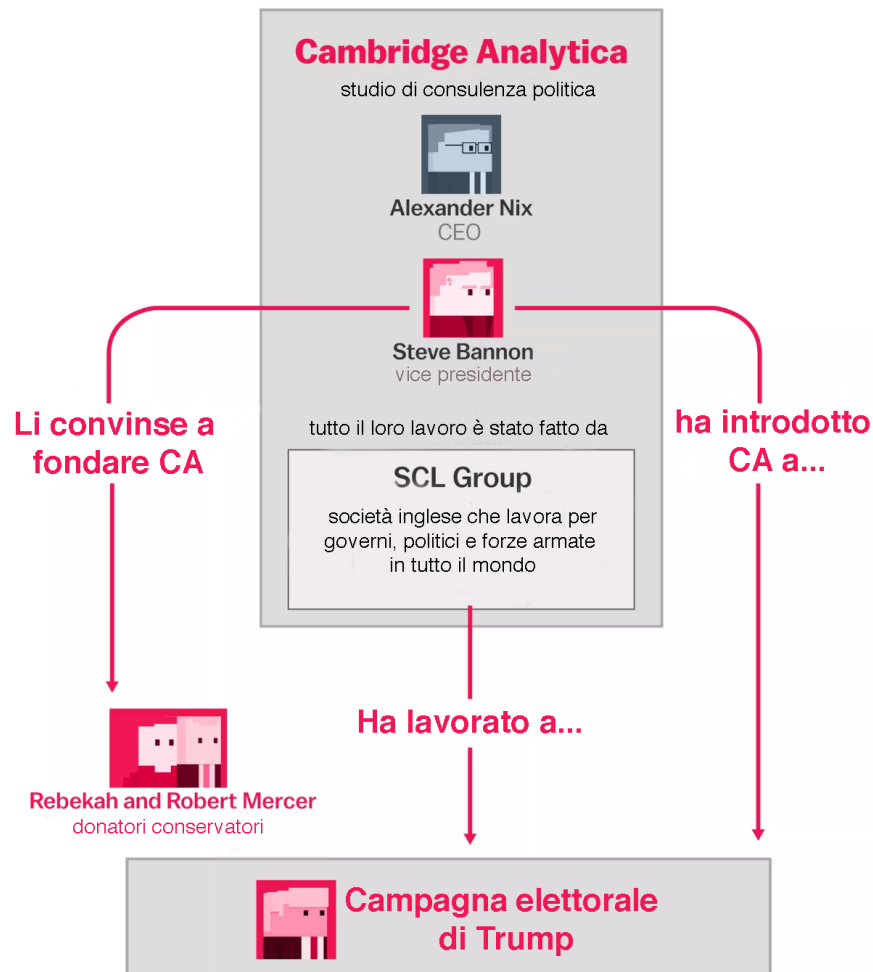 Cambridge Analytica
studio di consulenza politica
Alexander Nix
CEO
Steve Bannon
vice presidente
Li convinse a
fondare CA
tutto il loro lavoro è stato fatto da
ha introdotto
CA a...
SCL Group
società inglese che lavora per
governi, politici e forze armate
in tutto il mondo
Ha lavorato a...
Rebekah and Robert Mercer
donatori conservatori
Campagna elettorale
di Trump